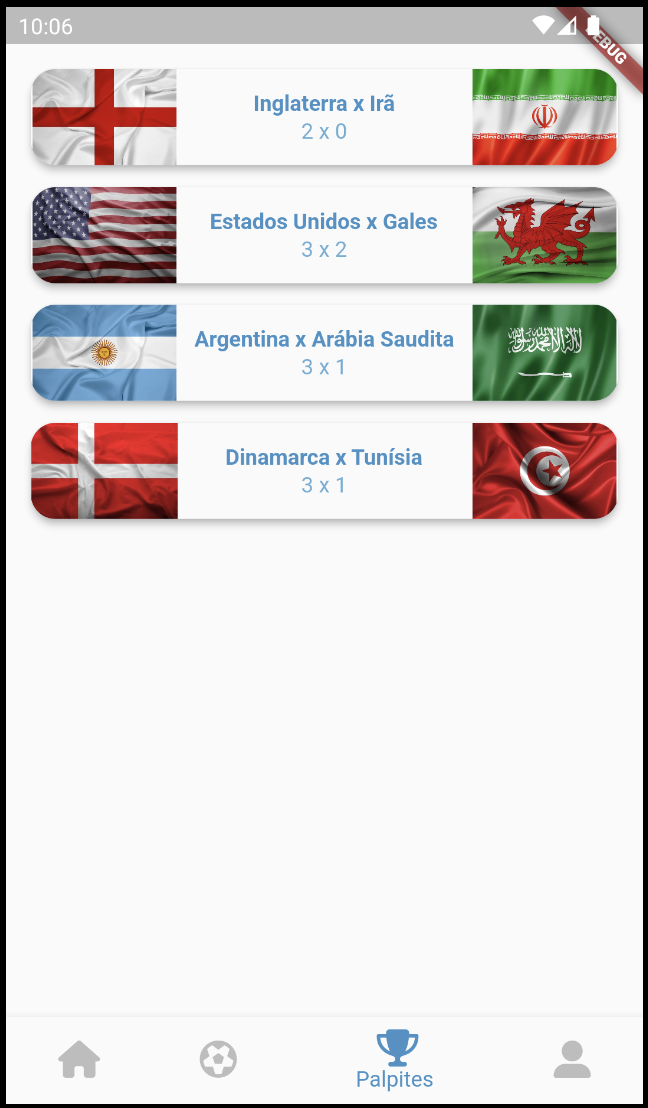 10:06
EBUG
Inglaterra x Irã
2 x 0
Estados Unidos x Gales
3 x 2
Argentina x Arábia Saudita
3 x 1
Dinamarca x Tunísia
3 x 1
Palpites